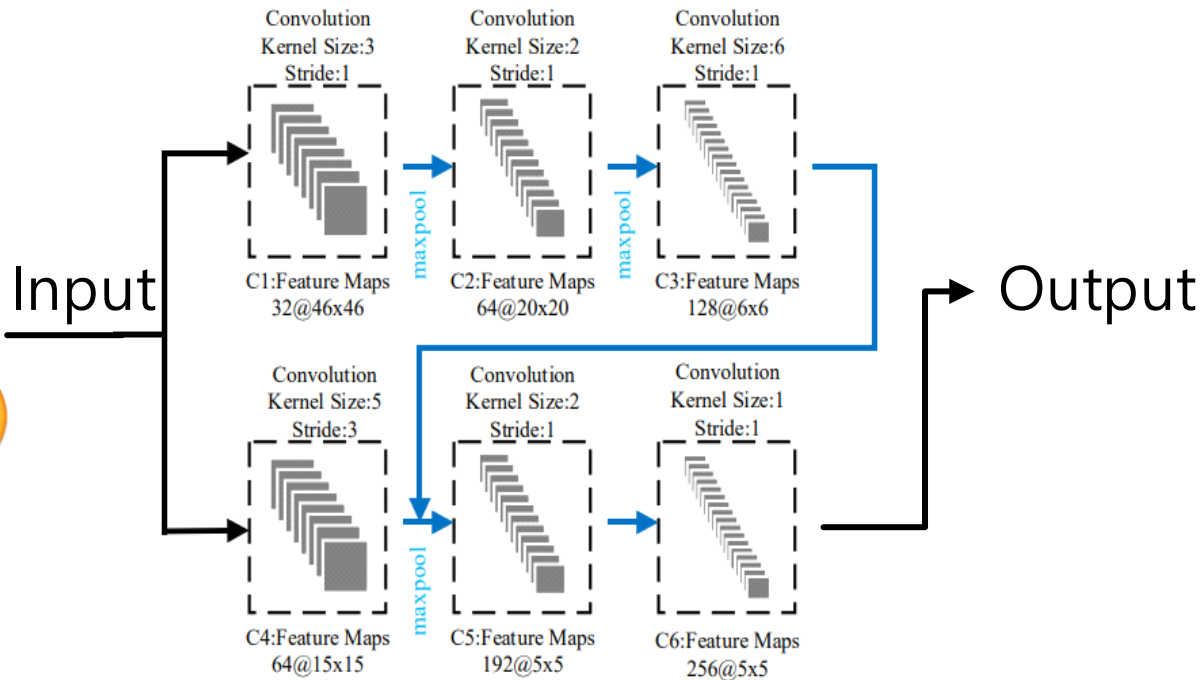 Convolution
Kernel Size:3
Stride:1
Convolution
Kernel Size:2
Stride:1
Convolution
Kernel Size:6
Stride:1
maxpool
maxpool
C1:Feature Maps
32@46x46
C2:Feature Maps
64@20x20
C3:Feature Maps
128@6x6
Input
Output
Convolution
Kernel Size:5
Stride:3
Convolution
Kernel Size:2
Stride:1
Convolution
Kernel Size:1
Stride:1
maxpool
C4:Feature Maps
64@15x15
C5:Feature Maps
192@5x5
C6:Feature Maps
256@5x5